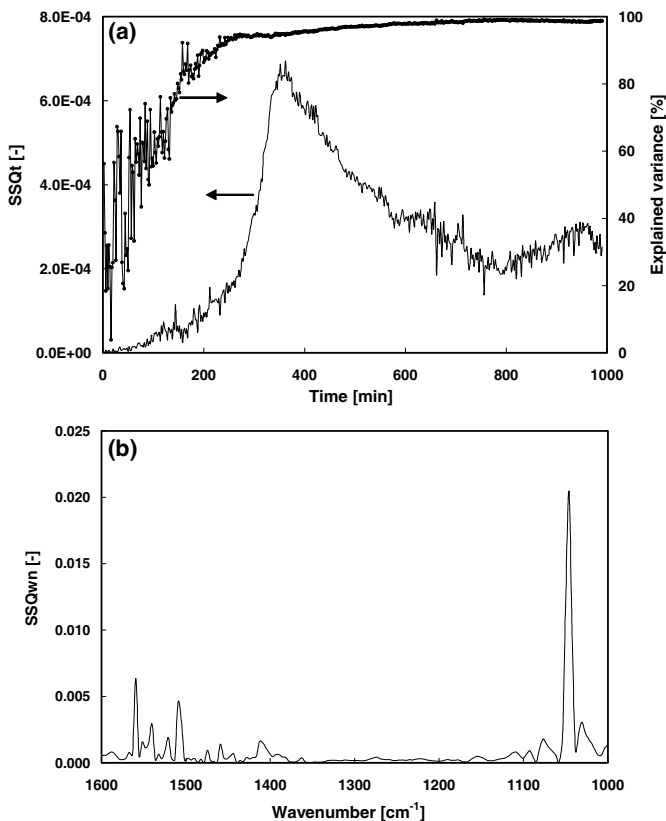 (a)
8.0E-04
6.0E-04
4.0E-04
2.0E-04
0.0E+00
SSQt [-]
100
80
60
40
20
0
Explained variance [%]
0 200 400 600 800 1000
Time [min]
(b)
0.025
0.020
0.015
0.010
0.005
0.000
SSQwn [-]
1600 1500 1400 1300 1200 1100 1000
Wavenumber [cm⁻¹]